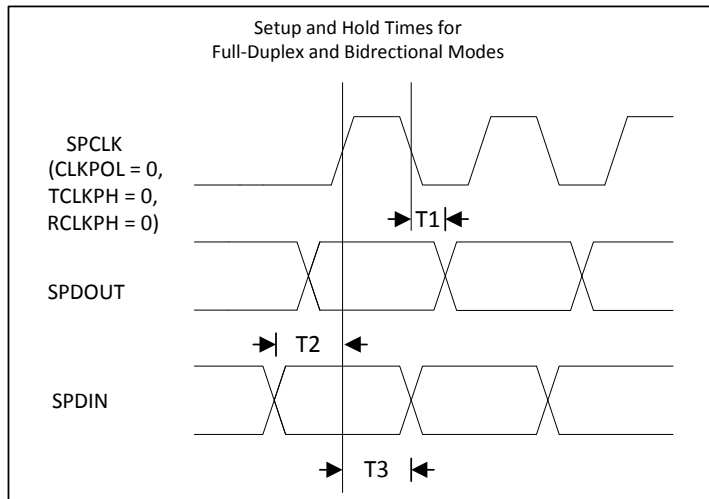 Setup and Hold Times for
Full-Duplex and Bidrectional Modes
SPCLK
(CLKPOL = 0,
TCLKPH = 0,
RCLKPH = 0)
T1
SPDOUT
T2
SPDIN
T3